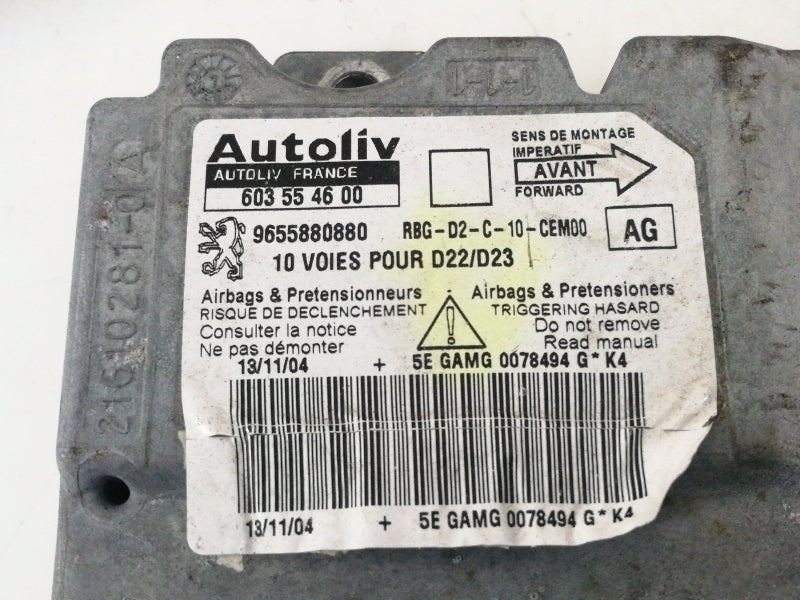 Autoliv
AUTOLIV FRANCE
603 55 46 00
SENS DE MONTAGE
IMPERATIF
AVANT
FORWARD
9655880880 RBG-D2-C-10-CEM00 AG
10 VOIES POUR D22/D23
Airbags & Pretensionneurs
RISQUE DE DECLENCHEMENT
Consulter la notice
Ne pas démonter
Airbags & Pretensioners
TRIGGERING HASARD
Do not remove
Read manual
13/11/04 + 5E GAMG 0078494 G* K4
13/11/04 + 5E GAMG 0078494 G* K4
21610281-01A